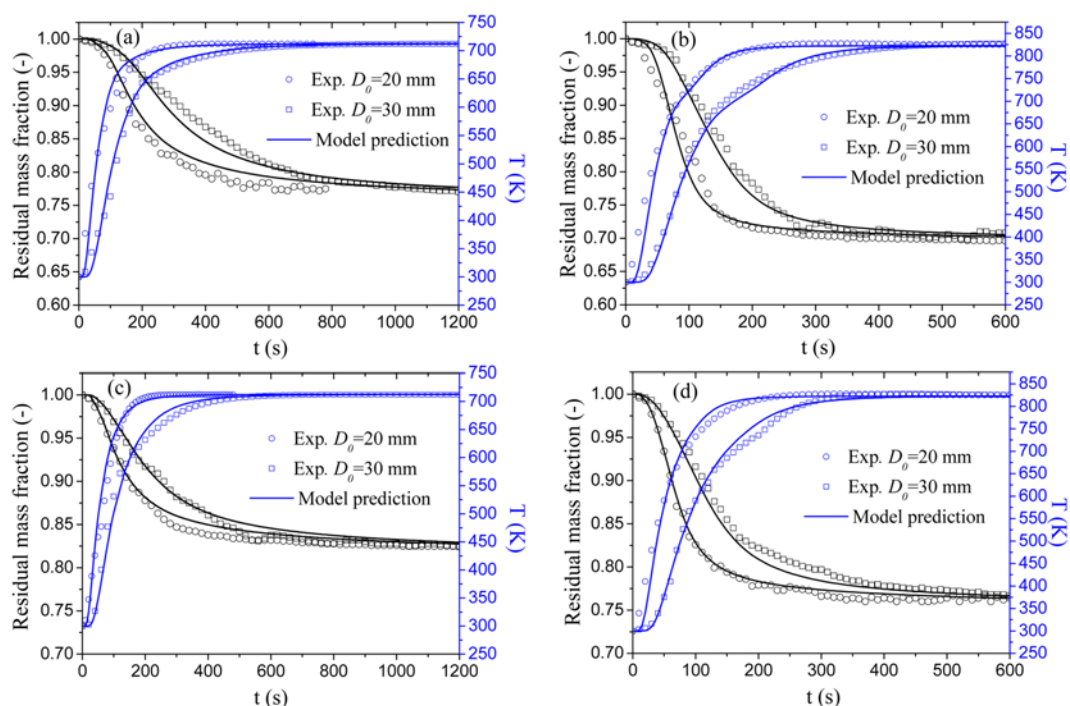 (a)
Residual mass fraction (-)
1.00
0.95
0.90
0.85
0.80
0.75
0.70
0.65
0.60
Exp. D₀=20 mm
Exp. D₀=30 mm
Model prediction
750
700
650
600
550
500
450
400
350
300
250
T (K)
0 200 400 600 800 1000 1200
t (s)
(b)
Residual mass fraction (-)
1.00
0.95
0.90
0.85
0.80
0.75
0.70
0.65
0.60
Exp. D₀=20 mm
Exp. D₀=30 mm
Model prediction
850
800
750
700
650
600
550
500
450
400
350
300
250
T (K)
0 100 200 300 400 500 600
t (s)
(c)
Residual mass fraction (-)
1.00
0.95
0.90
0.85
0.80
0.75
0.70
Exp. D₀=20 mm
Exp. D₀=30 mm
Model prediction
750
700
650
600
550
500
450
400
350
300
250
T (K)
0 200 400 600 800 1000 1200
t (s)
(d)
Residual mass fraction (-)
1.00
0.95
0.90
0.85
0.80
0.75
0.70
Exp. D₀=20 mm
Exp. D₀=30 mm
Model prediction
850
800
750
700
650
600
550
500
450
400
350
300
250
T (K)
0 100 200 300 400 500 600
t (s)